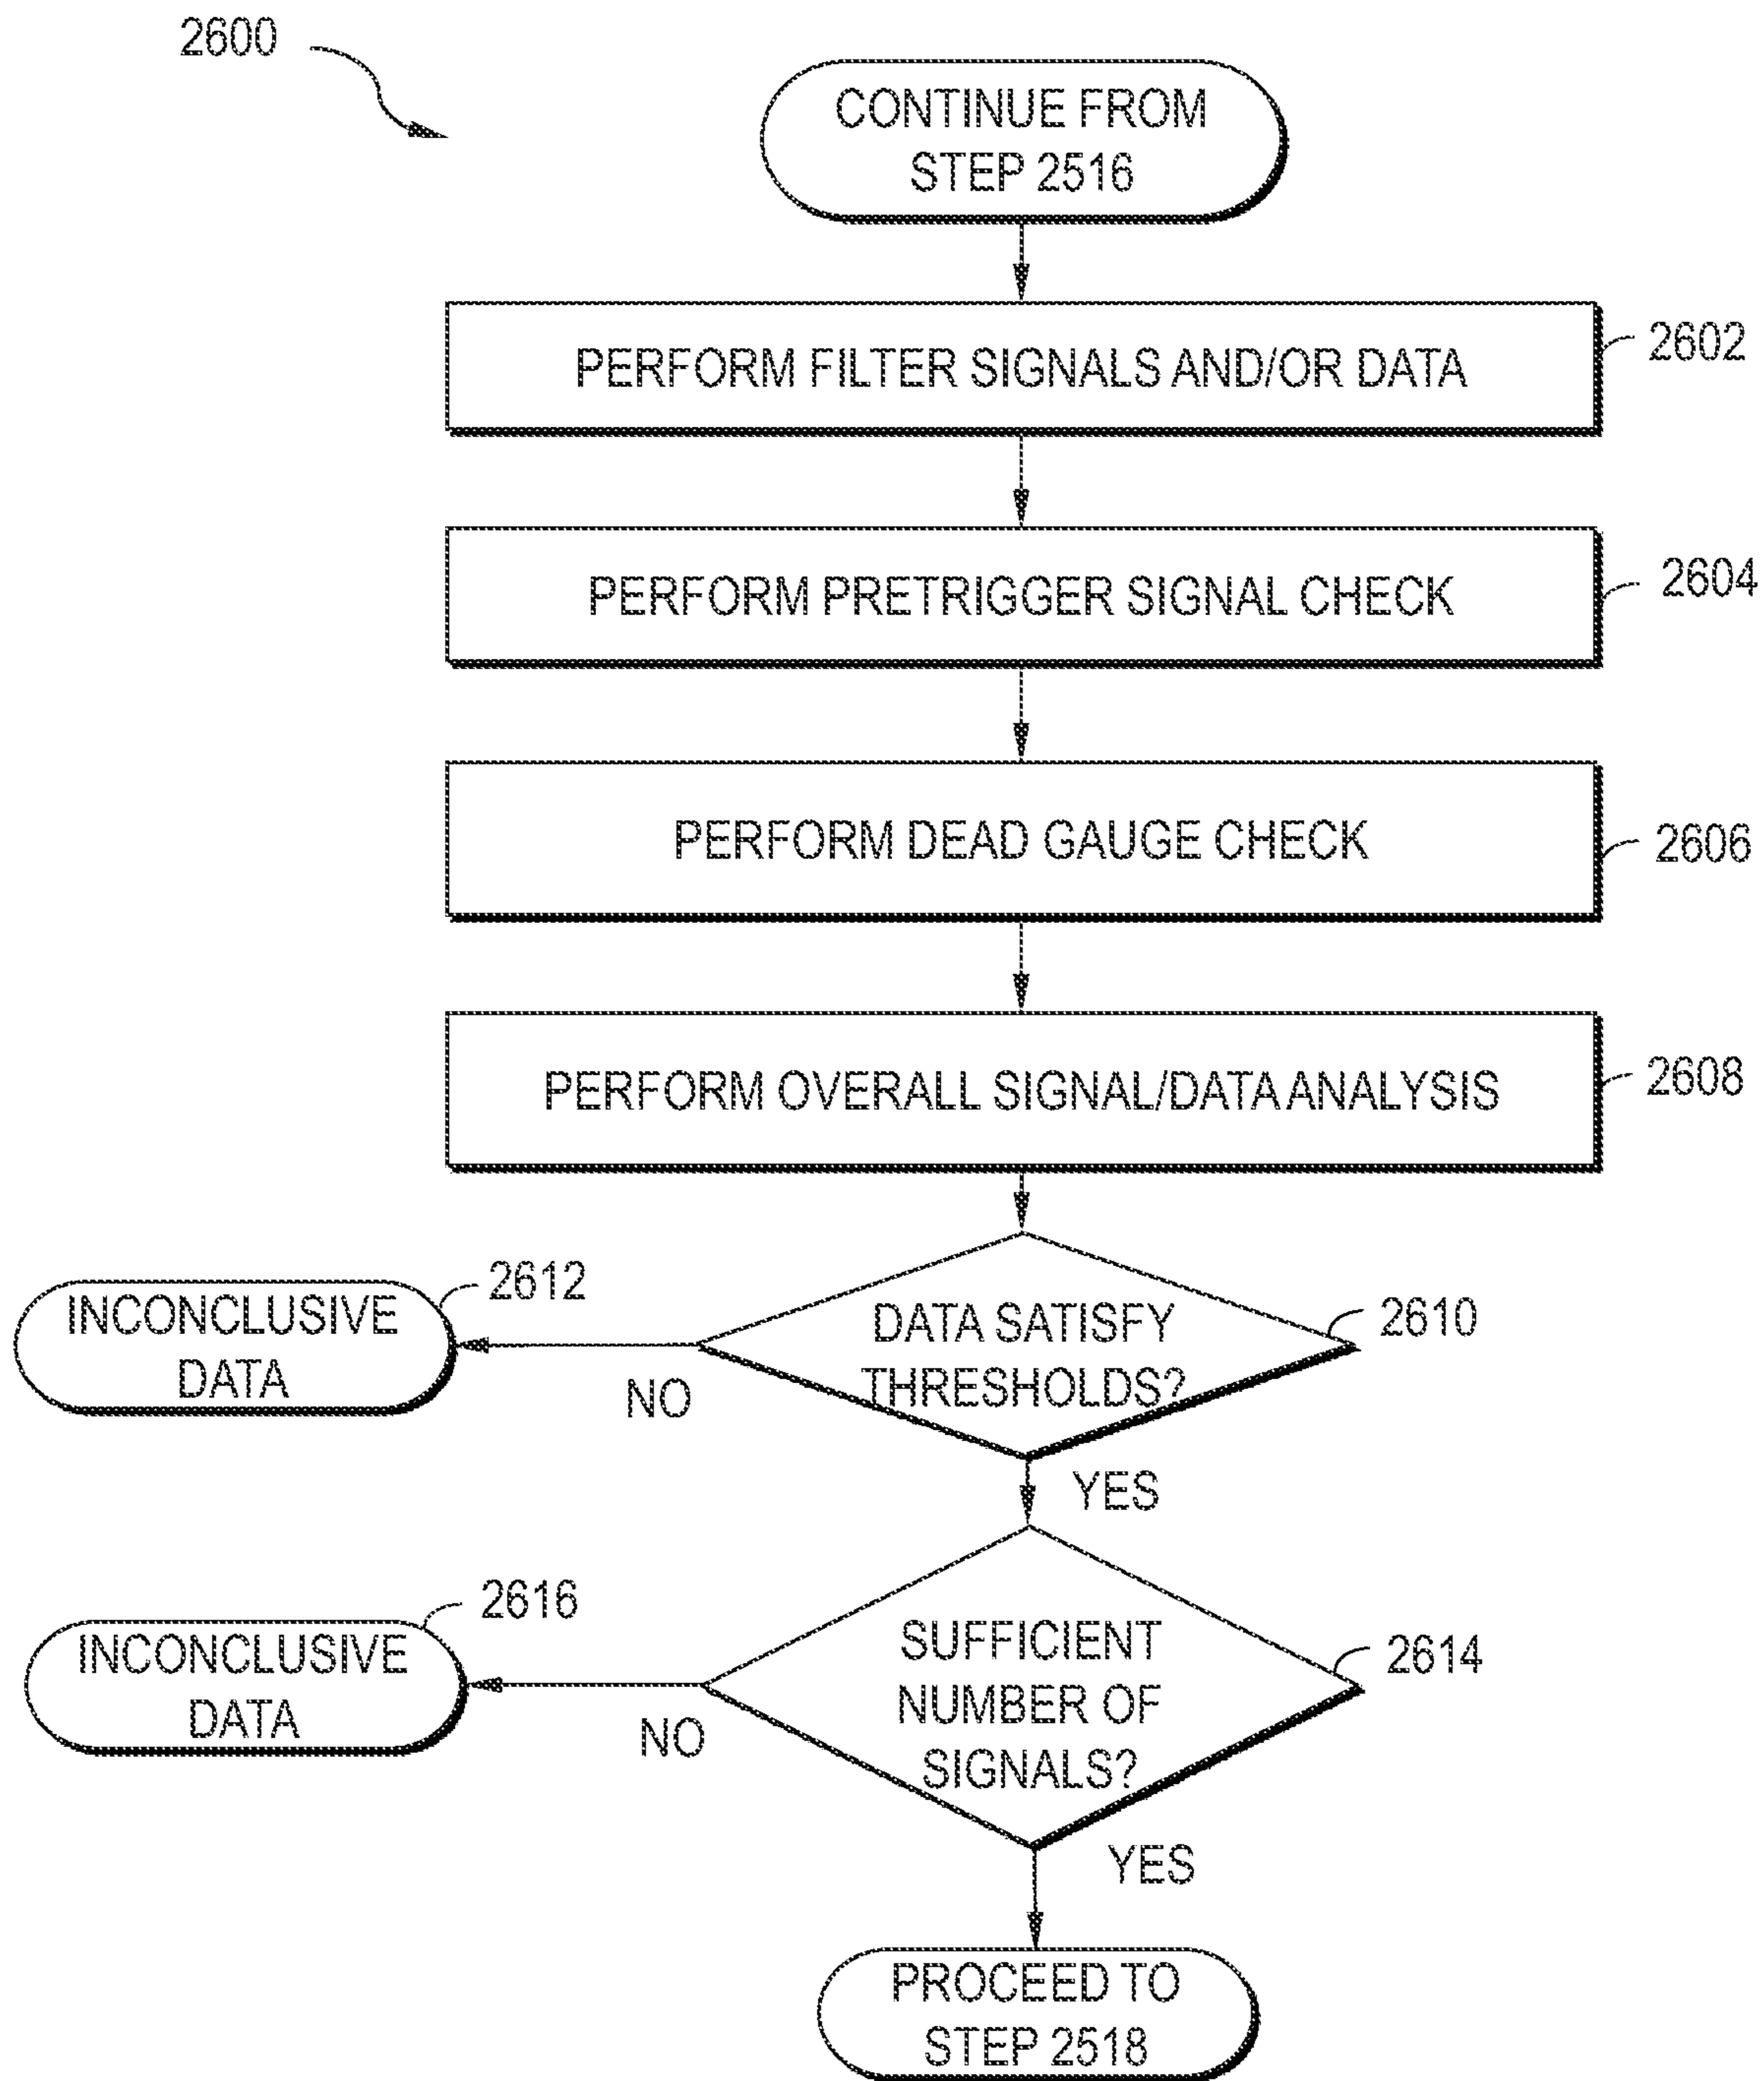 2600
CONTINUE FROM
STEP 2516
PERFORM FILTER SIGNALS AND/OR DATA
2602
PERFORM PRETRIGGER SIGNAL CHECK
2604
PERFORM DEAD GAUGE CHECK
2606
PERFORM OVERALL SIGNAL/DATA ANALYSIS
2608
INCONCLUSIVE
DATA
2612
NO
DATA SATISFY
THRESHOLDS?
2610
YES
INCONCLUSIVE
DATA
2616
NO
SUFFICIENT
NUMBER OF
SIGNALS?
2614
YES
PROCEED TO
STEP 2518